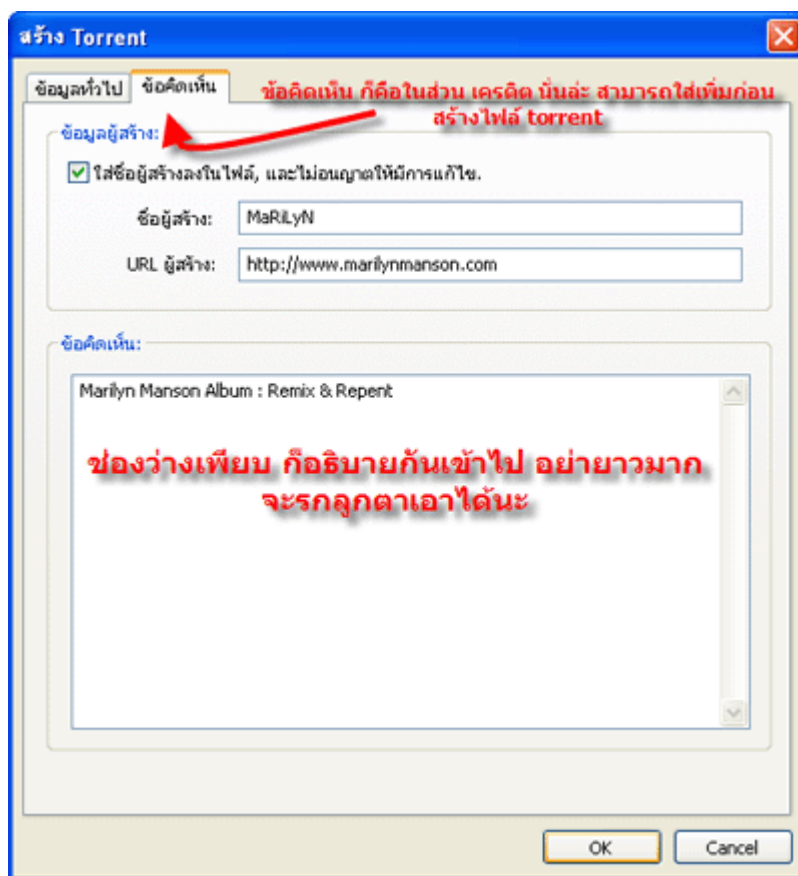 สร้าง Torrent
ข้อมูลทั่วไป
ข้อคิดเห็น
ข้อคิดเห็น ก็คือในส่วน เครดิต นั่นล่ะ สามารถใส่เพิ่มก่อน
สร้างไฟล์ torrent
ข้อมูลผู้สร้าง:
ใส่ชื่อผู้สร้างลงในไฟล์, และไม่อนุญาตให้มีการแก้ไข.
ชื่อผู้สร้าง: MaRiLyN
URL ผู้สร้าง: http://www.marilynmanson.com
ข้อคิดเห็น:
Marilyn Manson Album : Remix & Repent
ช่องว่างเพียบ ก็อธิบายกันเข้าไป อย่ายาวมาก
จะรกลูกตาเอาได้นะ
OK
Cancel